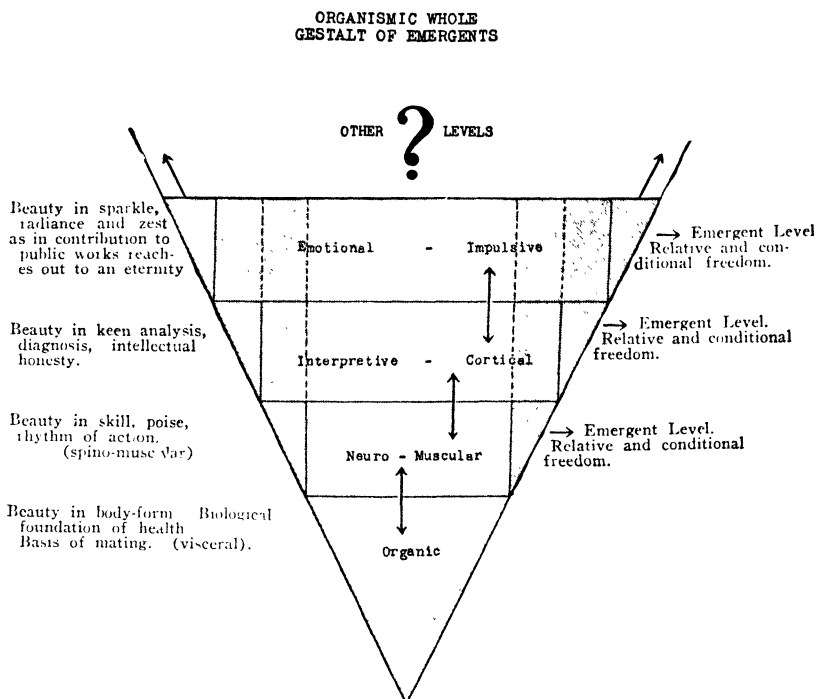 ORGANISMIC WHOLE
GESTALT OF EMERGENTS
OTHER ? LEVELS
Beauty in sparkle,
radiance and zest
as in contribution to
public works reach-
es out to an eternity
Emotional - Impulsive
→ Emergent Level
Relative and con-
ditional freedom.
Beauty in keen analysis,
diagnosis, intellectual
honesty.
Interpretive - Cortical
→ Emergent Level.
Relative and conditional
freedom.
Beauty in skill, poise,
rhythm of action.
(spino-muscular)
Neuro - Muscular
→ Emergent Level.
Relative and conditional
freedom.
Beauty in body-form Biological
foundation of health
Basis of mating. (visceral).
Organic